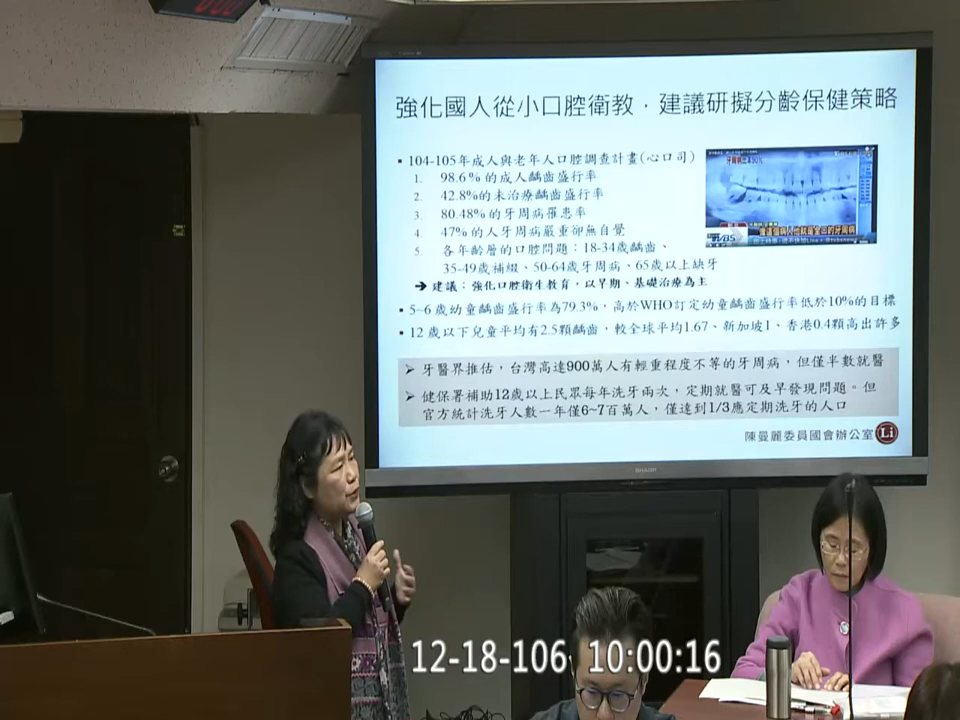 強化國人從小口腔衛教，建議研擬分齡保健策略
▪ 104-105年成人與老年人口腔調查計畫(心口司)
1. 98.6%的成人齲齒盛行率
2. 42.8%的未治療齲齒盛行率
3. 80.48%的牙周病罹患率
4. 47%的人牙周病嚴重卻無自覺
5. 各年齡層的口腔問題：18-34歲齲齒、
35-49歲補綴、50-64歲牙周病、65歲以上缺牙
➔ 建議：強化口腔衛生教育，以早期、基礎治療為主
▪ 5~6歲幼童齲齒盛行率為79.3%，高於WHO訂定幼童齲齒盛行率低於10%的目標
▪ 12歲以下兒童平均有2.5顆齲齒，較全球平均1.67、新加坡1、香港0.4顆高出許多
➤ 牙醫界推估，台灣高達900萬人有輕重程度不等的牙周病，但僅半數就醫
➤ 健保署補助12歲以上民眾每年洗牙兩次，定期就醫可及早發現問題。但
官方統計洗牙人數一年僅6~7百萬人，僅達到1/3應定期洗牙的人口
陳曼麗委員國會辦公室 Li
SHARP
12-18-106 10:00:16